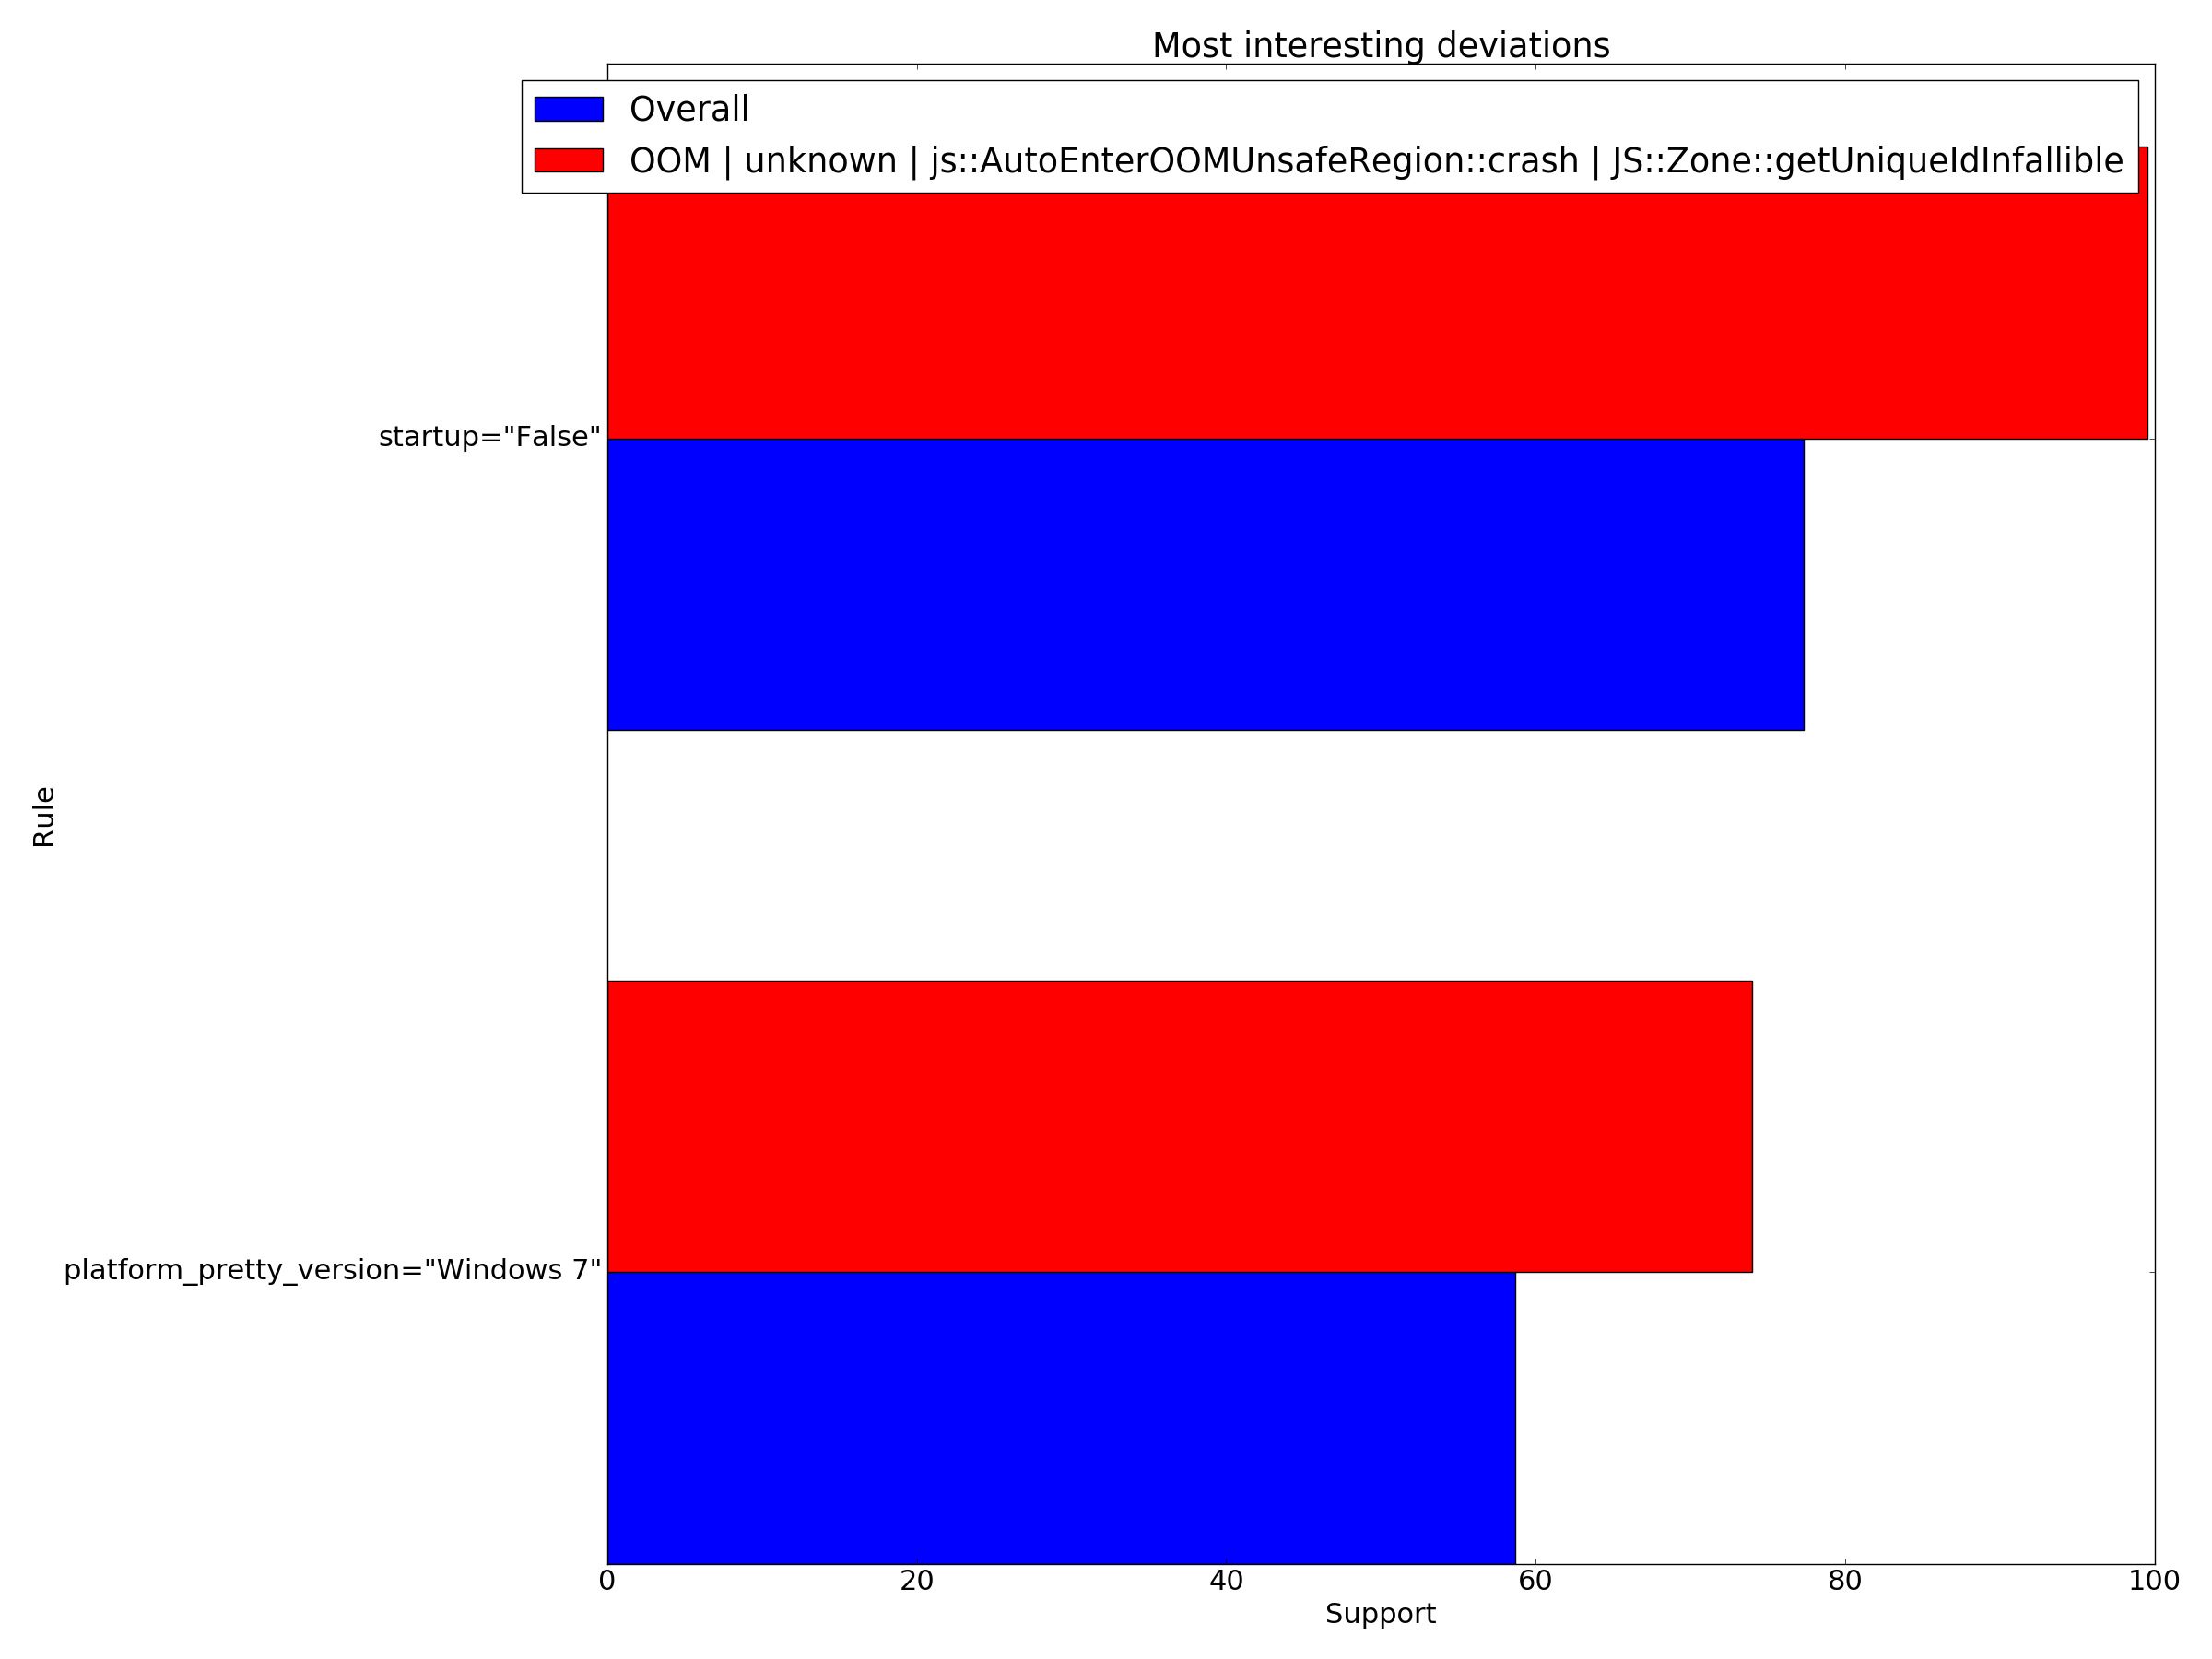 Most interesting deviations
Overall
OOM | unknown | js::AutoEnterOOMUnsafeRegion::crash | JS::Zone::getUniqueIdInfallible
startup="False"
Rule
platform_pretty_version="Windows 7"
0 20 40 60 80 100
Support